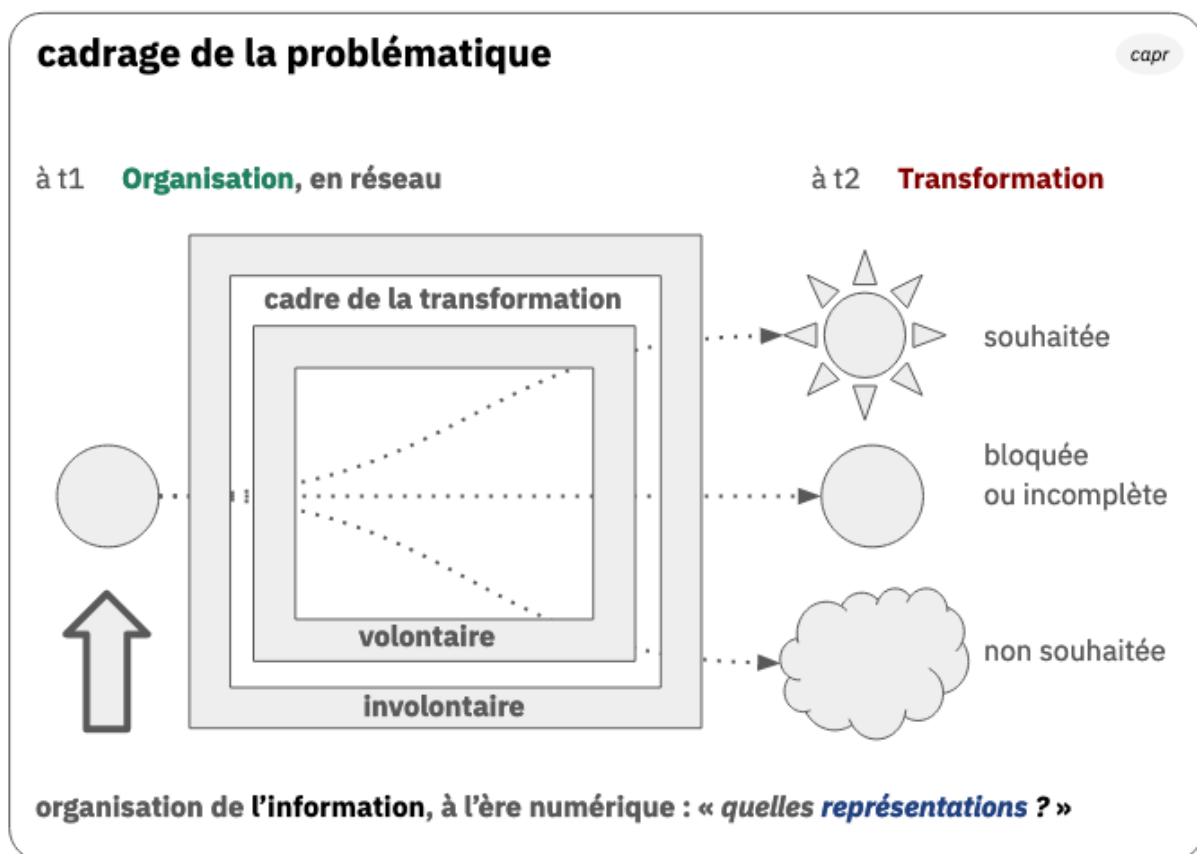 cadrage de la problématique
capr
à t1 Organisation, en réseau
à t2 Transformation
cadre de la transformation
souhaitée
bloquée
ou incomplète
volontaire
non souhaitée
involontaire
organisation de l'information, à l'ère numérique : « quelles représentations ? »